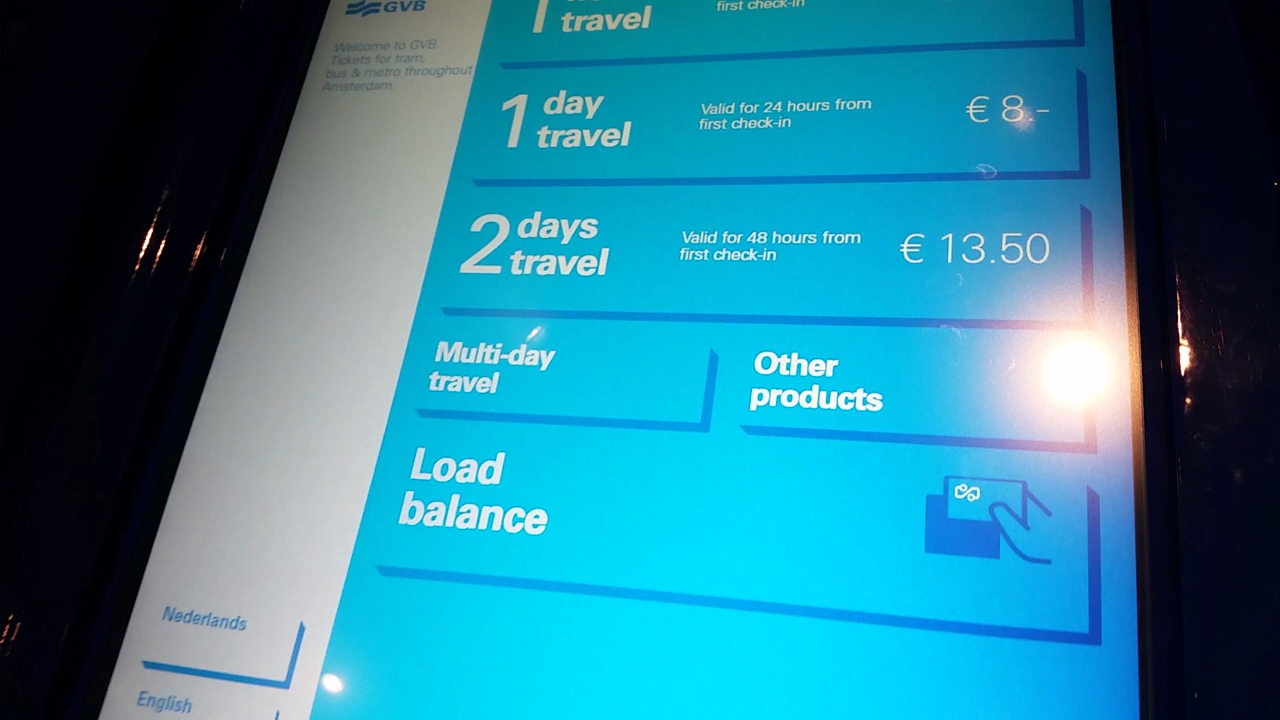 GVB
Welcome to GVB.
Tickets for tram,
bus & metro throughout
Amsterdam.
1
travel
first check-in
1 day
travel
Valid for 24 hours from
first check-in
€ 8.-
2 days
travel
Valid for 48 hours from
first check-in
€ 13.50
Multi-day
travel
Other
products
Load
balance
Nederlands
English